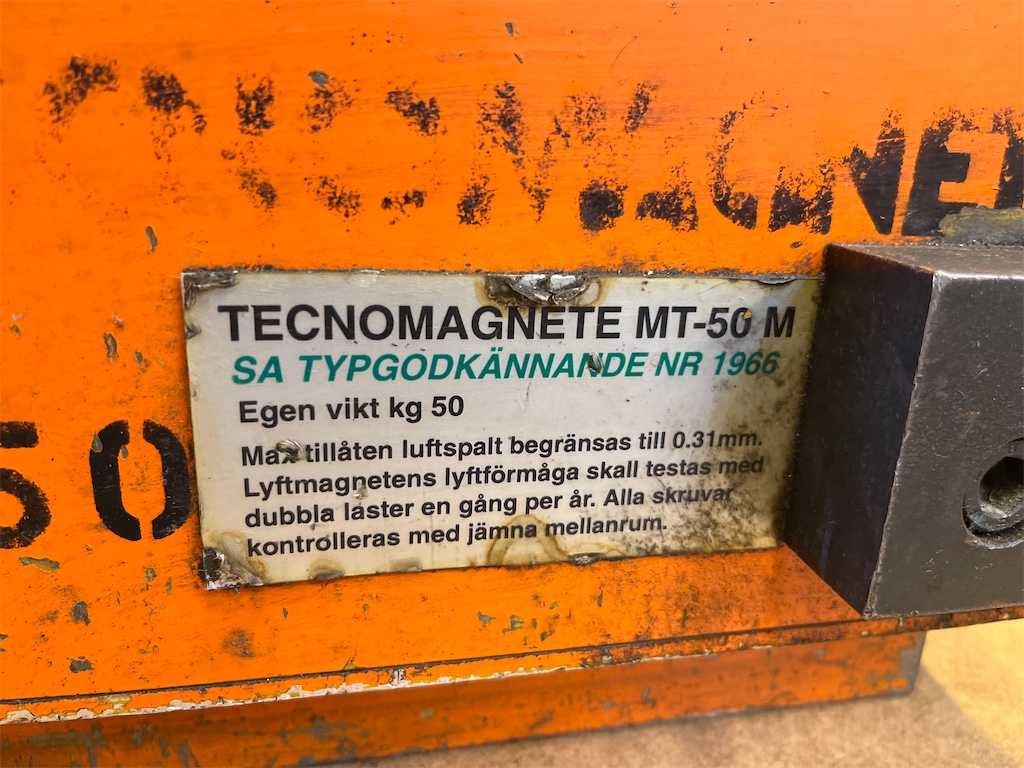 TECNOMAGNE
TECNOMAGNETE MT-50 M
SA TYPGODKÄNNANDE NR 1966
Egen vikt kg 50
Max tillåten luftspalt begränsas till 0.31mm.
Lyftmagnetens lyftförmåga skall testas med
dubbla laster en gång per år. Alla skruvar
kontrolleras med jämna mellanrum.
50